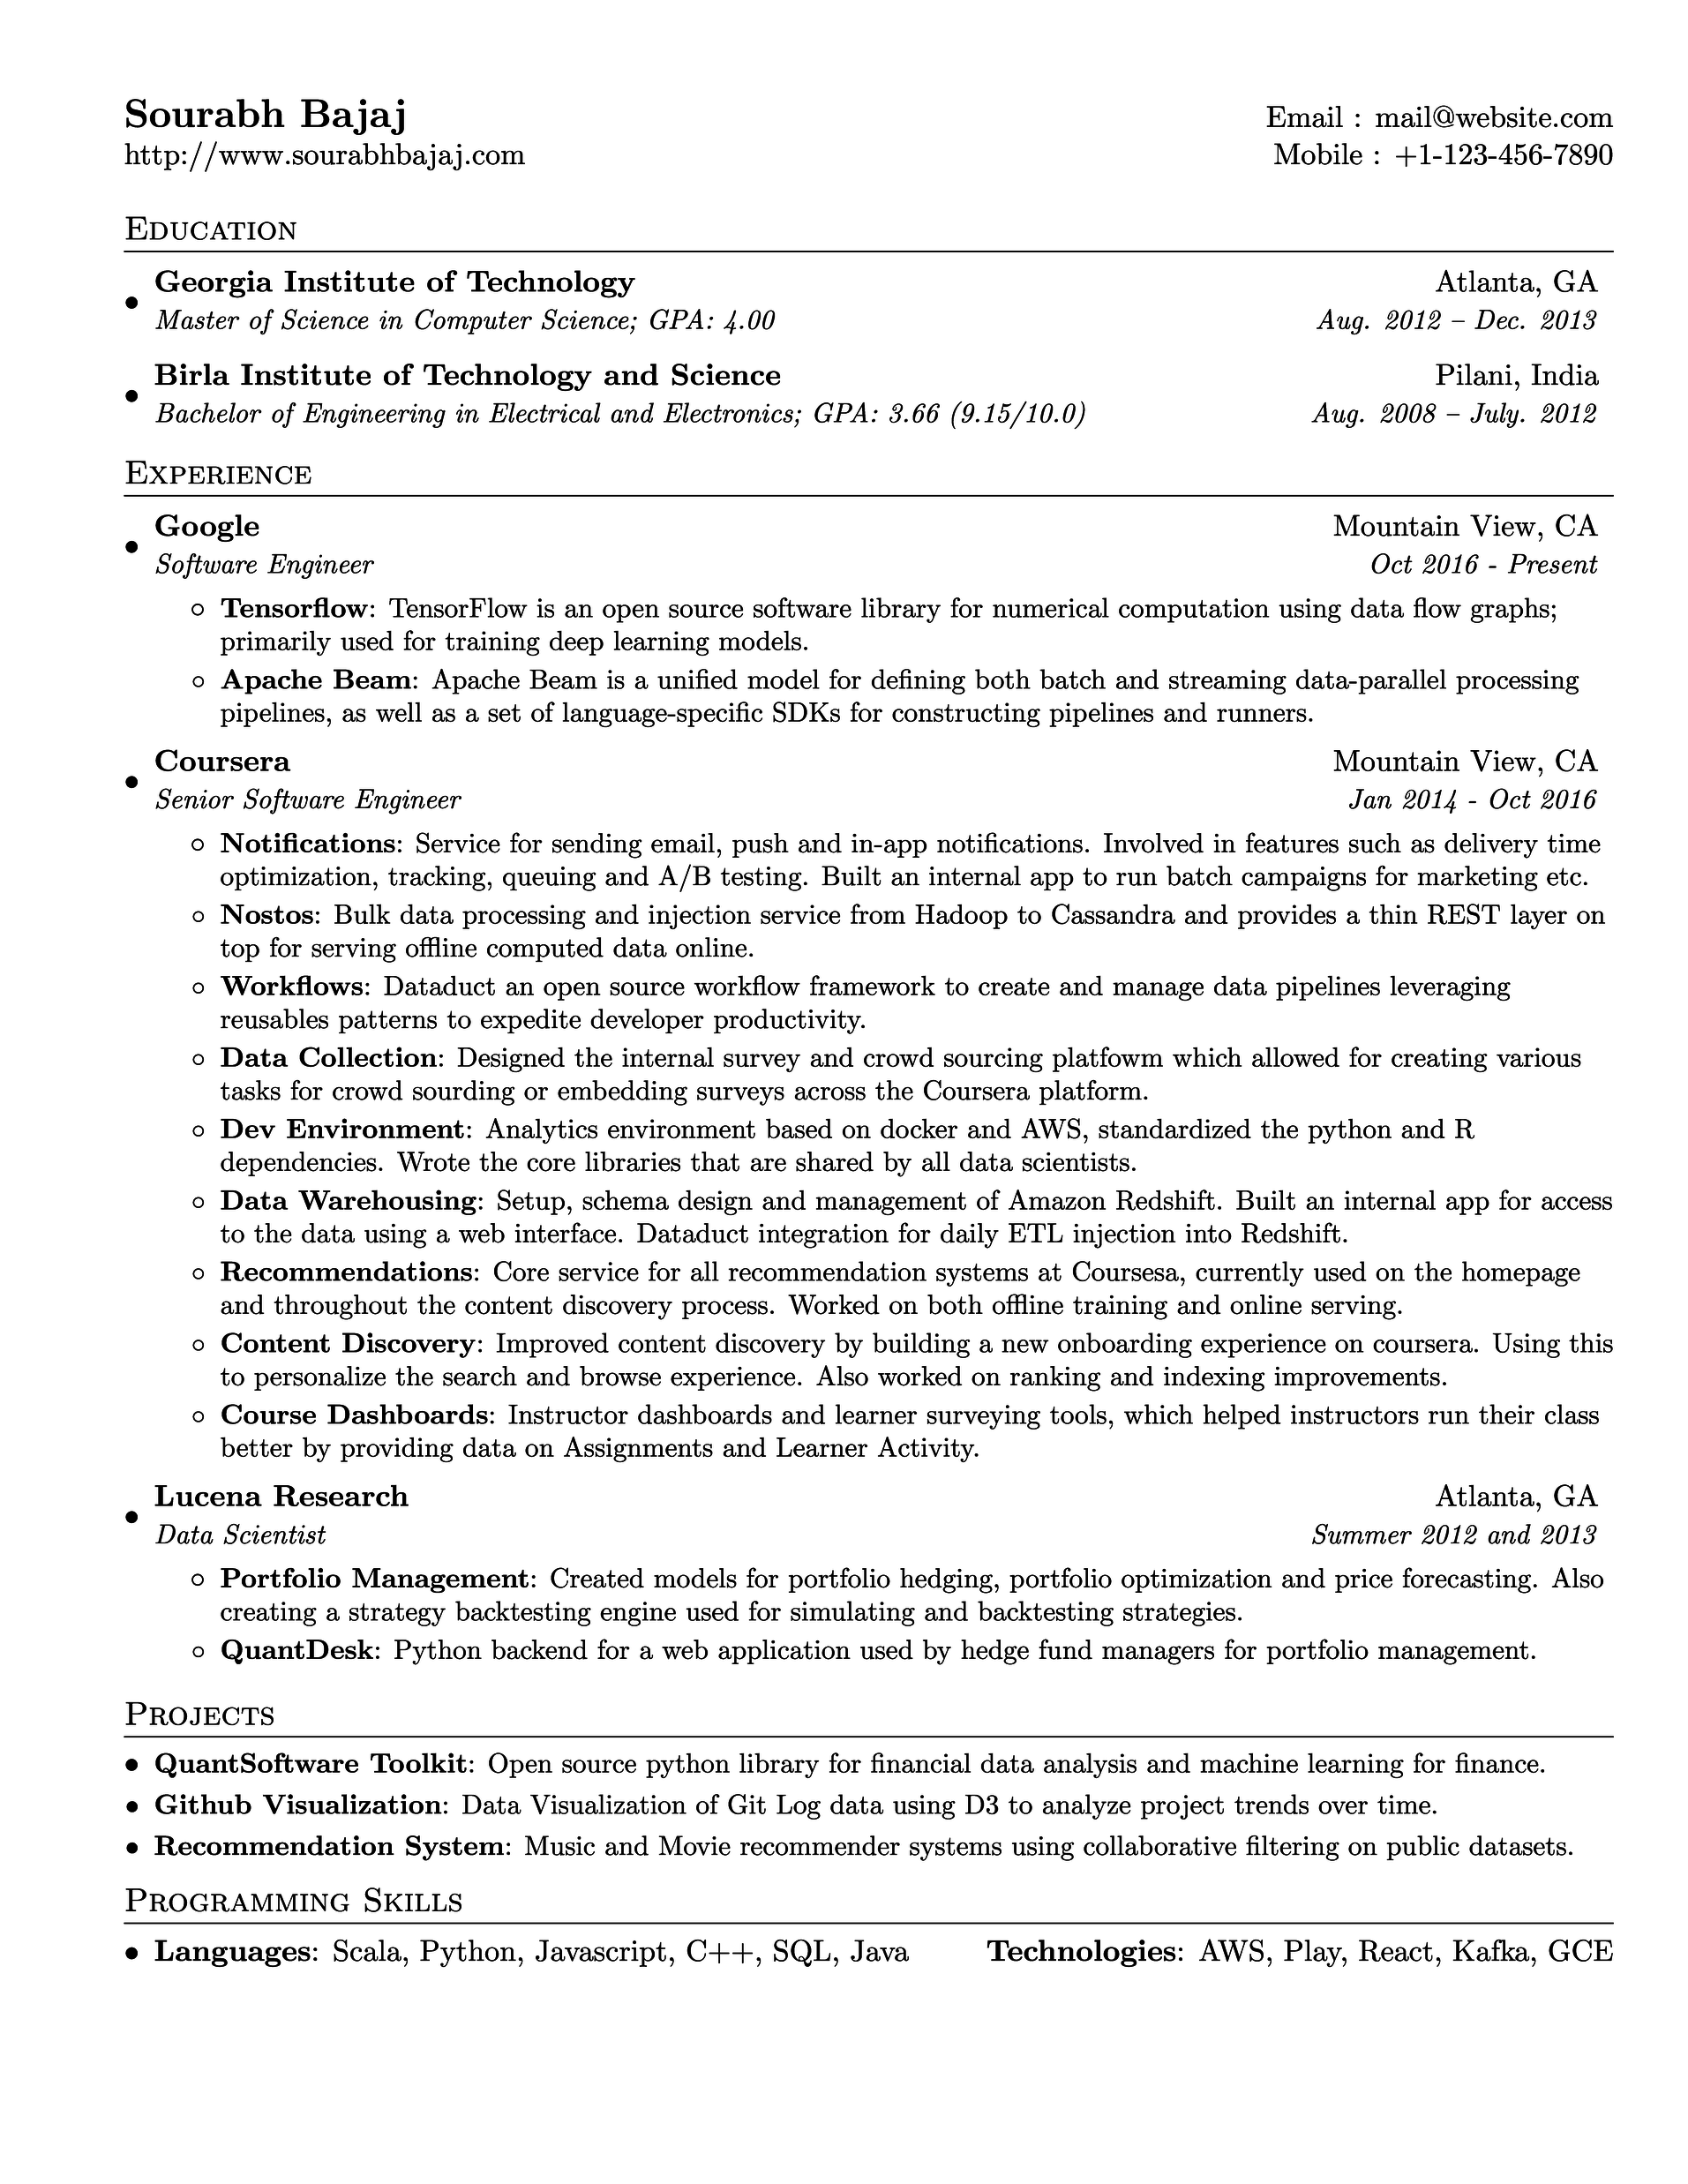 Sourabh Bajaj Email : mail@website.com
http://www.sourabhbajaj.com Mobile : +1-123-456-7890
Education
• Georgia Institute of Technology Atlanta, GA
Master of Science in Computer Science; GPA: 4.00 Aug. 2012 – Dec. 2013
• Birla Institute of Technology and Science Pilani, India
Bachelor of Engineering in Electrical and Electronics; GPA: 3.66 (9.15/10.0) Aug. 2008 – July. 2012
Experience
• Google Mountain View, CA
Software Engineer Oct 2016 - Present
◦ Tensorflow: TensorFlow is an open source software library for numerical computation using data flow graphs;
primarily used for training deep learning models.
◦ Apache Beam: Apache Beam is a unified model for defining both batch and streaming data-parallel processing
pipelines, as well as a set of language-specific SDKs for constructing pipelines and runners.
• Coursera Mountain View, CA
Senior Software Engineer Jan 2014 - Oct 2016
◦ Notifications: Service for sending email, push and in-app notifications. Involved in features such as delivery time
optimization, tracking, queuing and A/B testing. Built an internal app to run batch campaigns for marketing etc.
◦ Nostos: Bulk data processing and injection service from Hadoop to Cassandra and provides a thin REST layer on
top for serving offline computed data online.
◦ Workflows: Dataduct an open source workflow framework to create and manage data pipelines leveraging
reusables patterns to expedite developer productivity.
◦ Data Collection: Designed the internal survey and crowd sourcing platfowm which allowed for creating various
tasks for crowd sourding or embedding surveys across the Coursera platform.
◦ Dev Environment: Analytics environment based on docker and AWS, standardized the python and R
dependencies. Wrote the core libraries that are shared by all data scientists.
◦ Data Warehousing: Setup, schema design and management of Amazon Redshift. Built an internal app for access
to the data using a web interface. Dataduct integration for daily ETL injection into Redshift.
◦ Recommendations: Core service for all recommendation systems at Coursesa, currently used on the homepage
and throughout the content discovery process. Worked on both offline training and online serving.
◦ Content Discovery: Improved content discovery by building a new onboarding experience on coursera. Using this
to personalize the search and browse experience. Also worked on ranking and indexing improvements.
◦ Course Dashboards: Instructor dashboards and learner surveying tools, which helped instructors run their class
better by providing data on Assignments and Learner Activity.
• Lucena Research Atlanta, GA
Data Scientist Summer 2012 and 2013
◦ Portfolio Management: Created models for portfolio hedging, portfolio optimization and price forecasting. Also
creating a strategy backtesting engine used for simulating and backtesting strategies.
◦ QuantDesk: Python backend for a web application used by hedge fund managers for portfolio management.
Projects
• QuantSoftware Toolkit: Open source python library for financial data analysis and machine learning for finance.
• Github Visualization: Data Visualization of Git Log data using D3 to analyze project trends over time.
• Recommendation System: Music and Movie recommender systems using collaborative filtering on public datasets.
Programming Skills
• Languages: Scala, Python, Javascript, C++, SQL, Java Technologies: AWS, Play, React, Kafka, GCE